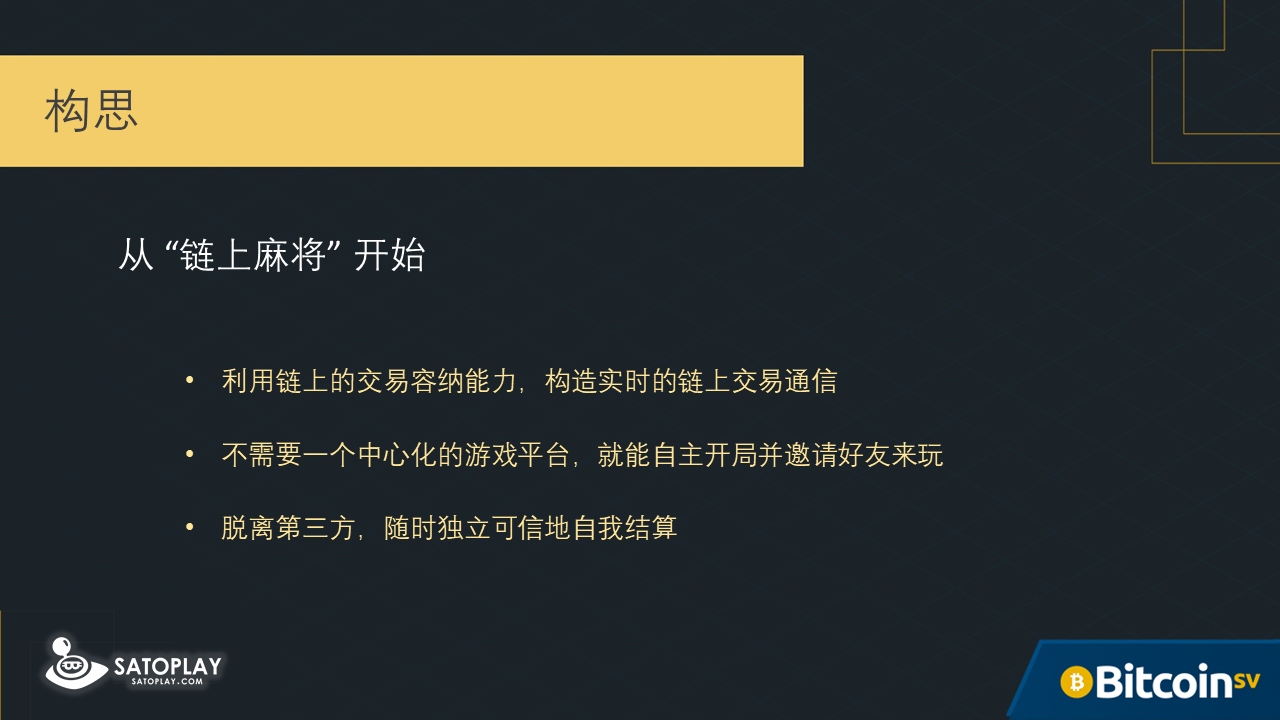 构思
从 “链上麻将” 开始
• 利用链上的交易容纳能力，构造实时的链上交易通信
• 不需要一个中心化的游戏平台，就能自主开局并邀请好友来玩
• 脱离第三方，随时独立可信地自我结算
SATOPLAY
SATOPLAY.COM
Bitcoin SV